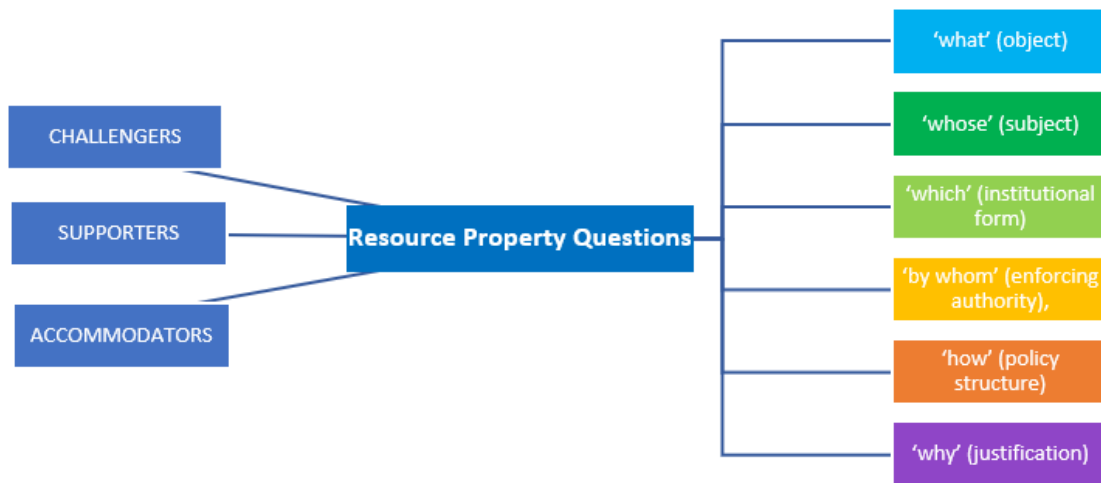 CHALLENGERS
SUPPORTERS
ACCOMMODATORS
Resource Property Questions
‘what’ (object)
‘whose’ (subject)
‘which’ (institutional
form)
‘by whom’ (enforcing
authority),
‘how’ (policy
structure)
‘why’ (justification)